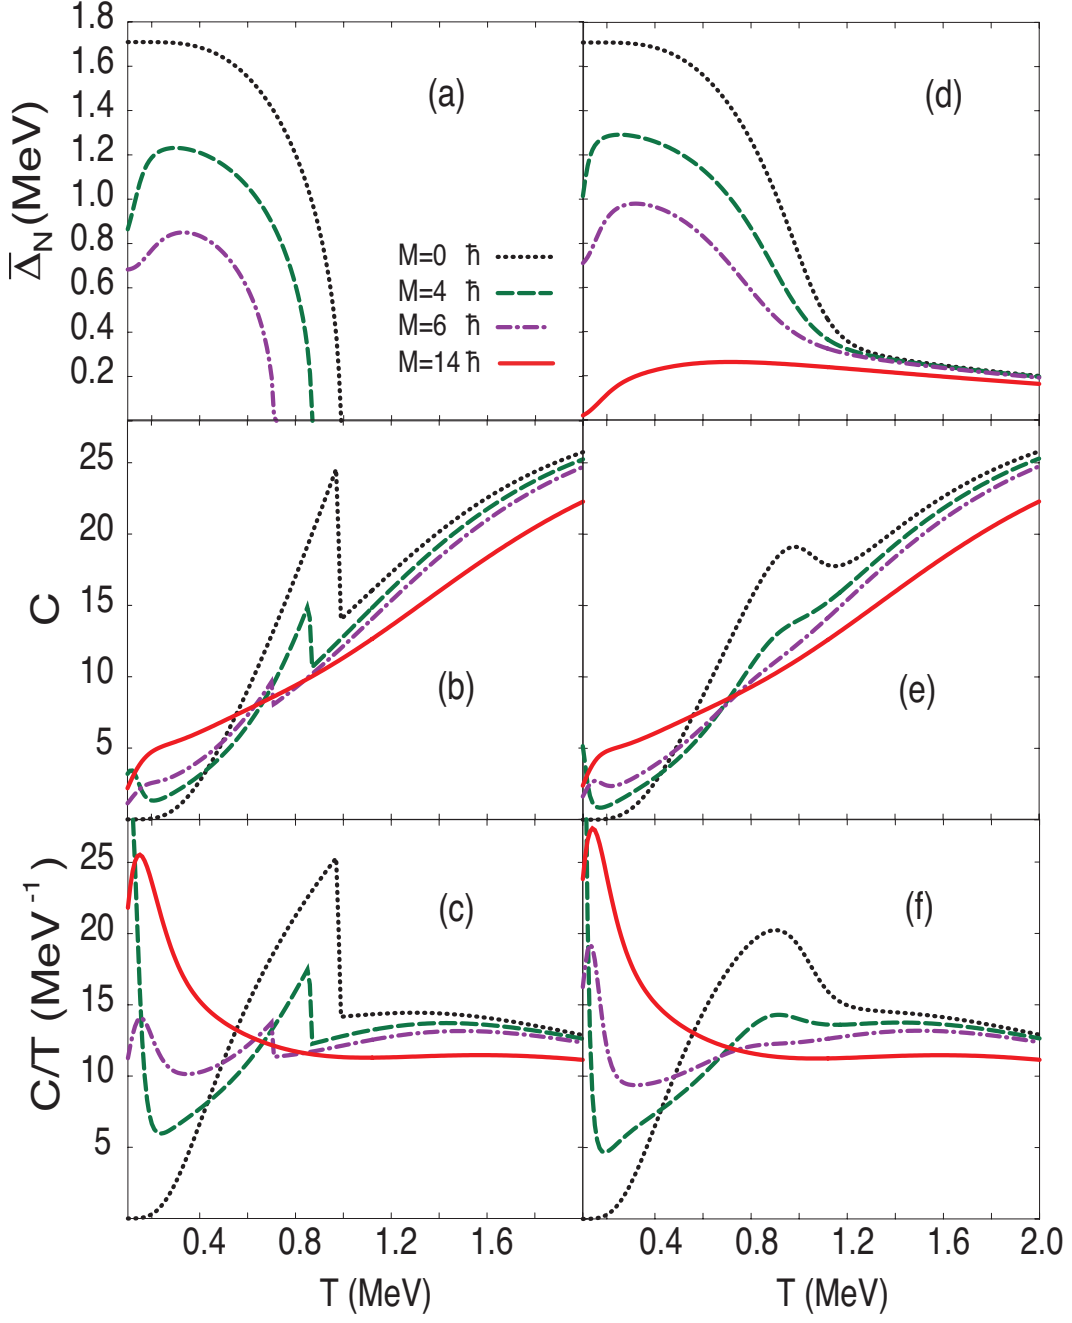 Δ̅_N (MeV)
1.8
1.6
1.4
1.2
1.0
0.8
0.6
0.4
0.2
(a)
(d)
M=0 ħ
M=4 ħ
M=6 ħ
M=14 ħ
C
25
20
15
10
5
(b)
(e)
C/T (MeV⁻¹)
25
20
15
10
5
(c)
(f)
0.4 0.8 1.2 1.6
0.4 0.8 1.2 1.6 2.0
T (MeV)
T (MeV)